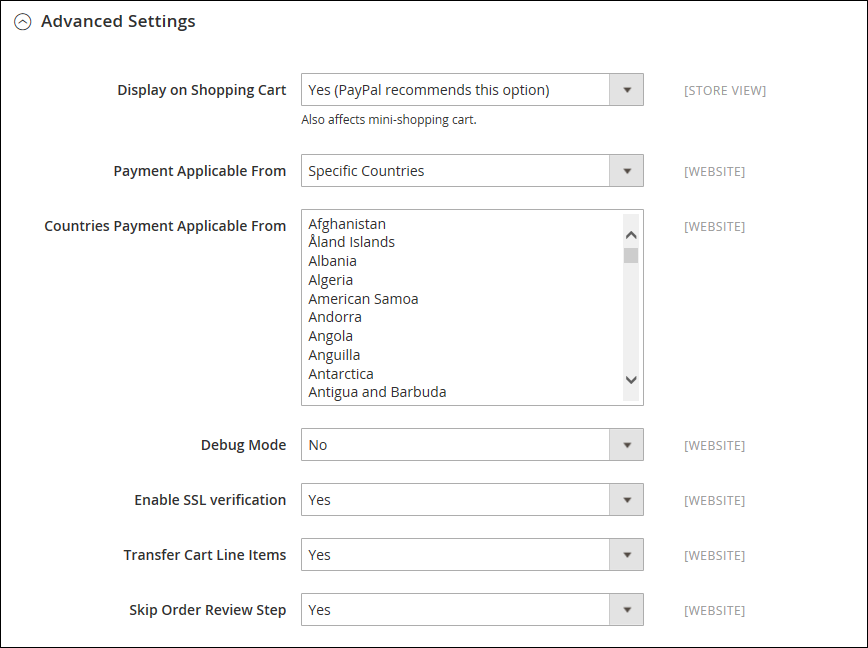 Advanced Settings
Display on Shopping Cart Yes (PayPal recommends this option) [STORE VIEW]
Also affects mini-shopping cart.
Payment Applicable From Specific Countries [WEBSITE]
Countries Payment Applicable From Afghanistan [WEBSITE]
Åland Islands
Albania
Algeria
American Samoa
Andorra
Angola
Anguilla
Antarctica
Antigua and Barbuda
Debug Mode No [WEBSITE]
Enable SSL verification Yes [WEBSITE]
Transfer Cart Line Items Yes [WEBSITE]
Skip Order Review Step Yes [WEBSITE]